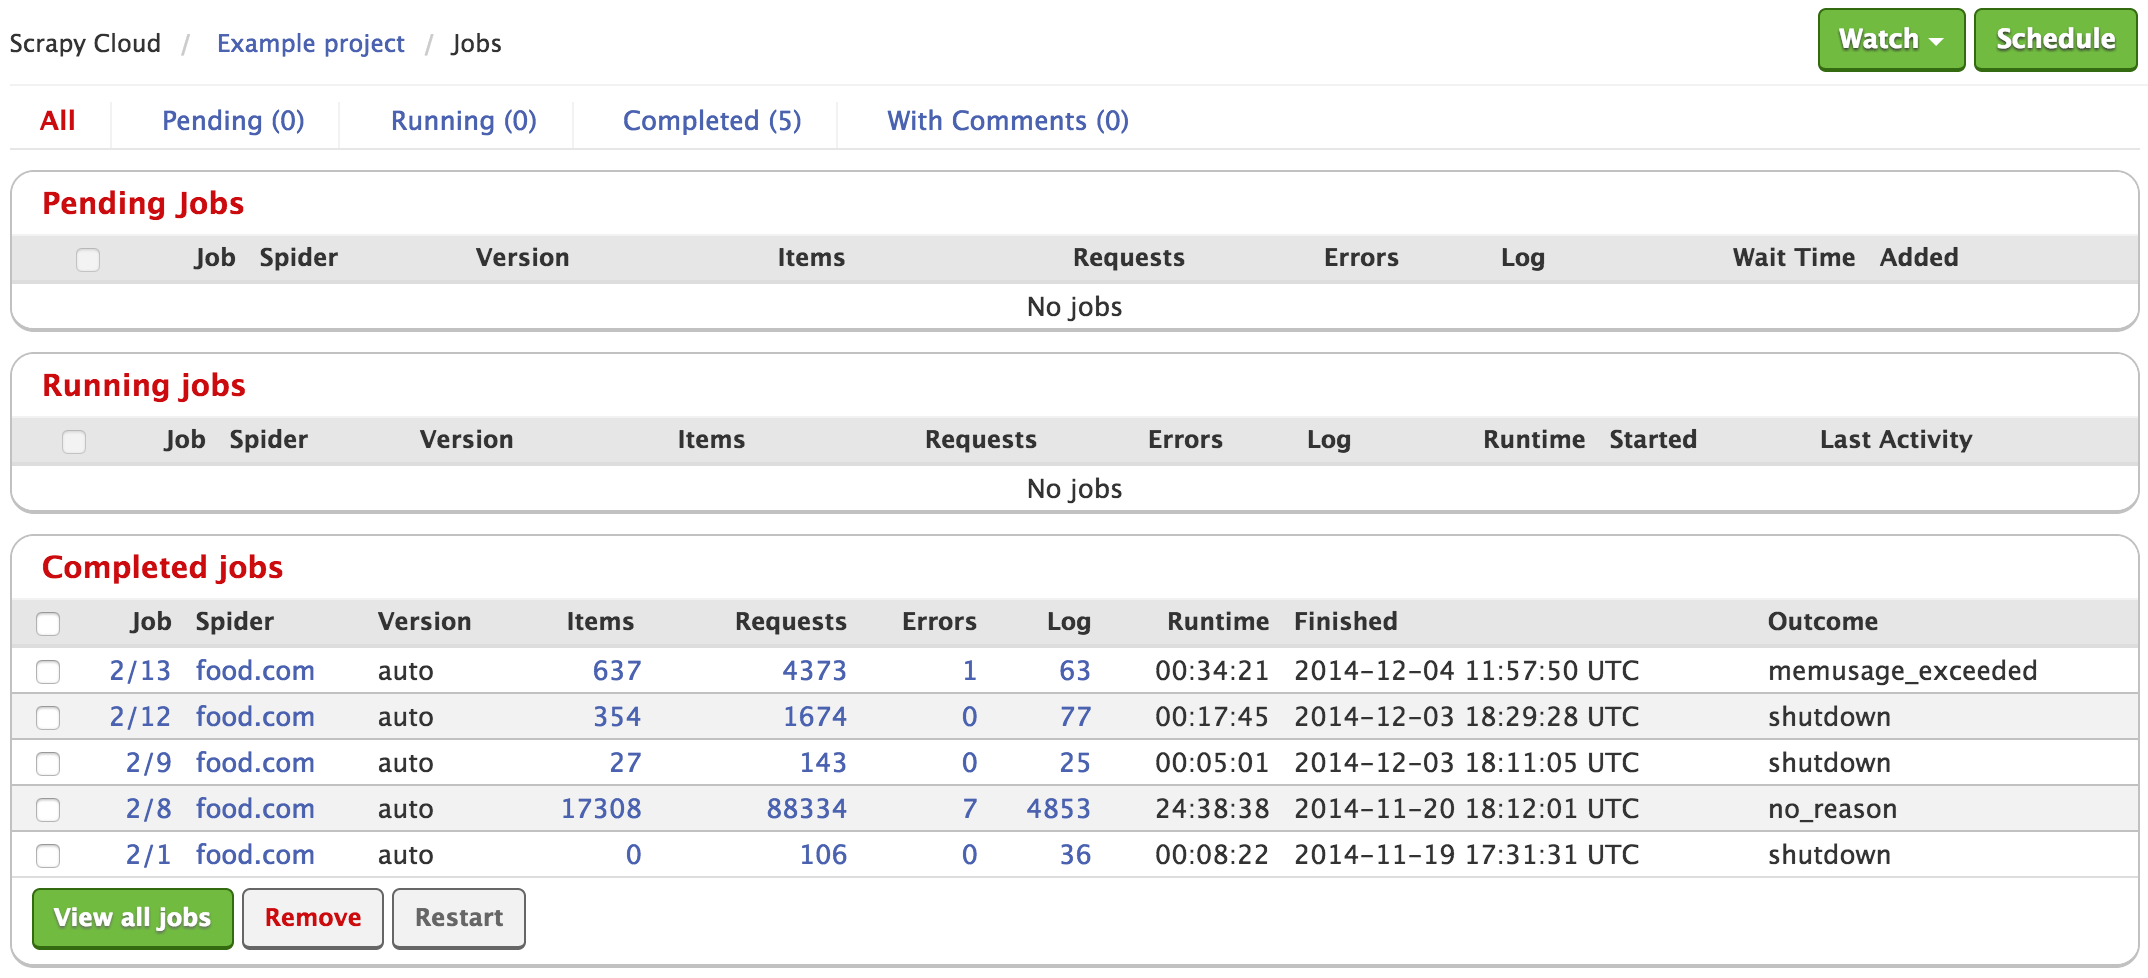 Scrapy Cloud / Example project / Jobs Watch Schedule
All Pending (0) Running (0) Completed (5) With Comments (0)
Pending Jobs
Job Spider Version Items Requests Errors Log Wait Time Added
No jobs
Running jobs
Job Spider Version Items Requests Errors Log Runtime Started Last Activity
No jobs
Completed jobs
Job Spider Version Items Requests Errors Log Runtime Finished Outcome
2/13 food.com auto 637 4373 1 63 00:34:21 2014-12-04 11:57:50 UTC memusage_exceeded
2/12 food.com auto 354 1674 0 77 00:17:45 2014-12-03 18:29:28 UTC shutdown
2/9 food.com auto 27 143 0 25 00:05:01 2014-12-03 18:11:05 UTC shutdown
2/8 food.com auto 17308 88334 7 4853 24:38:38 2014-11-20 18:12:01 UTC no_reason
2/1 food.com auto 0 106 0 36 00:08:22 2014-11-19 17:31:31 UTC shutdown
View all jobs Remove Restart